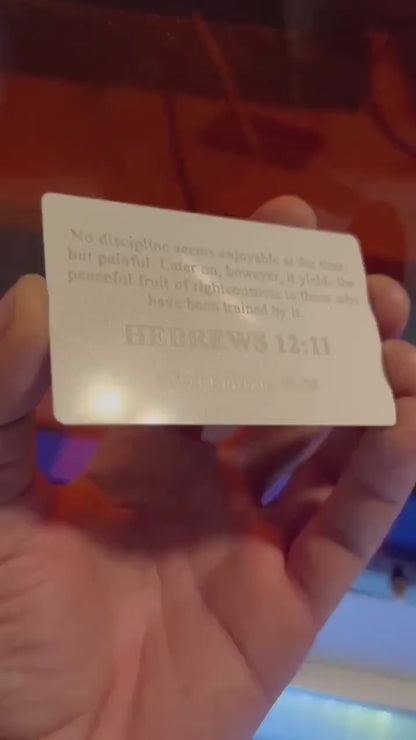 No discipline seems enjoyable at the time,
but painful. Later on, however, it yields the
peaceful fruit of righteousness to those who
have been trained by it.
HEBREWS 12:11